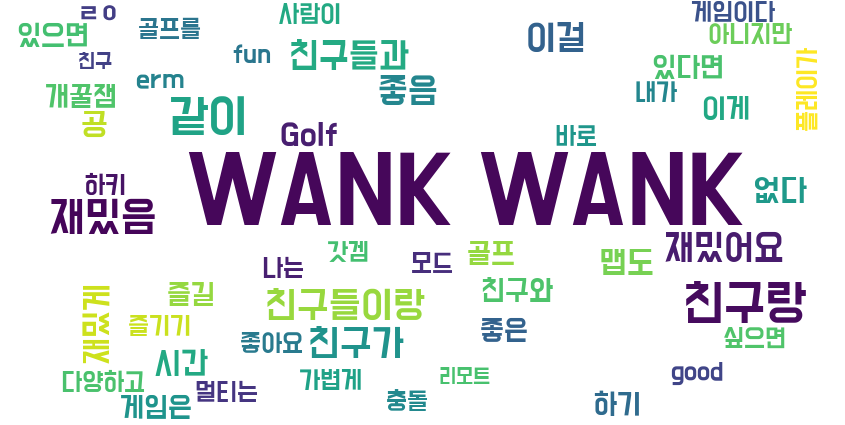 ㄹㅇ
사람이
게임이다
있으면
골프를
이걸
아니지만
친구
fun
친구들과
있다면
플레이가
개꿀잼
erm
좋음
내가
이게
공
같이
Golf
바로
WANK WANK
하키
재밌음
없다
갓겜
골프
재밌어요
나는
모드
맵도
재밌게
즐길
친구들이랑
친구와
친구랑
즐기기
좋아요
친구가
좋은
싶으면
시간
다양하고
멀티는
가볍게
리모트
good
게임은
충돌
하기